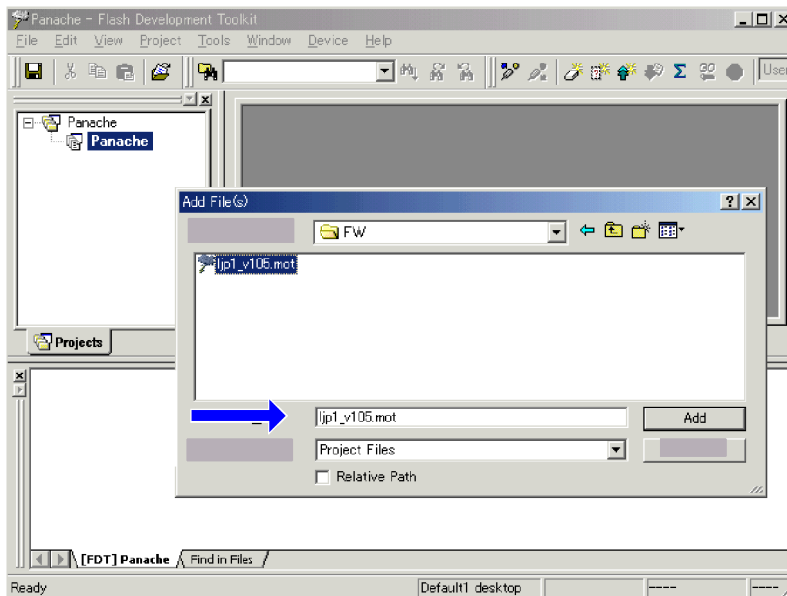 Panache - Flash Development Toolkit
File Edit View Project Tools Window Device Help
User
Panache
Panache
Add File(s)
FW
ljp1_v105.mot
Projects
ljp1_v105.mot
Add
Project Files
Relative Path
[FDT] Panache Find in Files
Ready
Default1 desktop
----
----